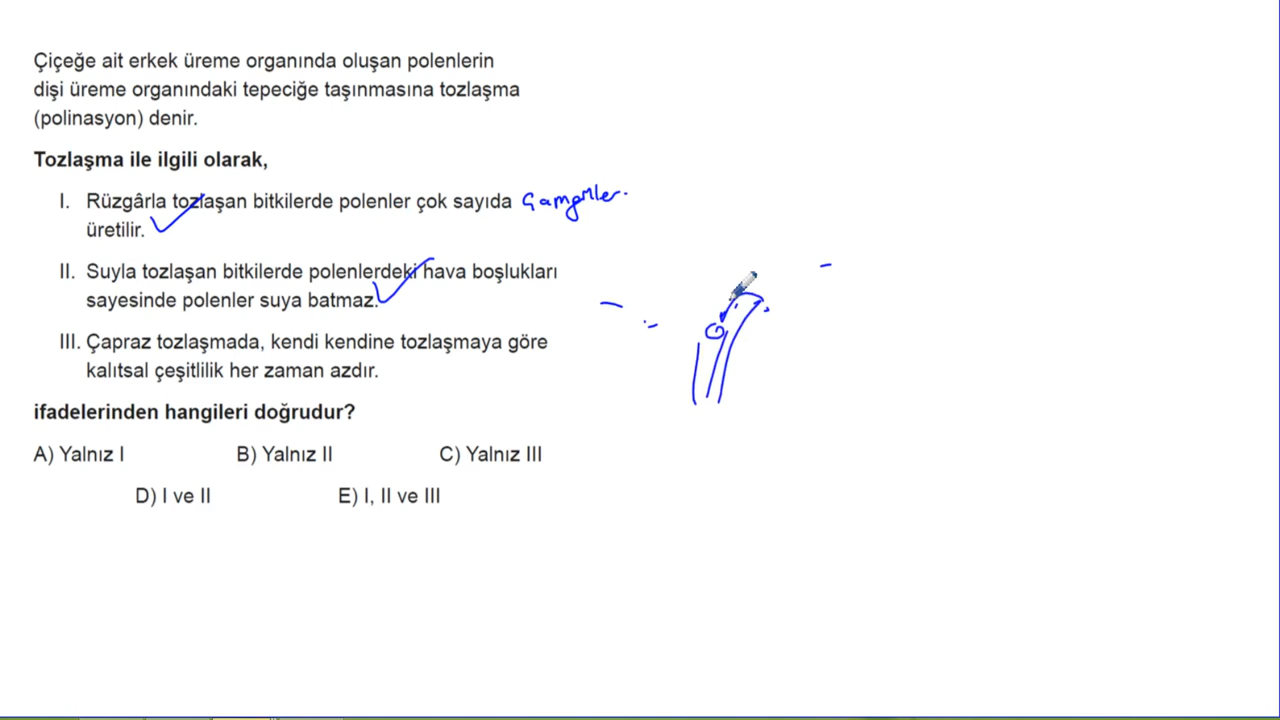 Çiçeğe ait erkek üreme organında oluşan polenlerin
dişi üreme organındaki tepeciğe taşınmasına tozlaşma
(polinasyon) denir.
Tozlaşma ile ilgili olarak,
I. Rüzgârla tozlaşan bitkilerde polenler çok sayıda
üretilir.
II. Suyla tozlaşan bitkilerde polenlerdeki hava boşlukları
sayesinde polenler suya batmaz.
III. Çapraz tozlaşmada, kendi kendine tozlaşmaya göre
kalıtsal çeşitlilik her zaman azdır.
ifadelerinden hangileri doğrudur?
A) Yalnız I B) Yalnız II C) Yalnız III
D) I ve II E) I, II ve III